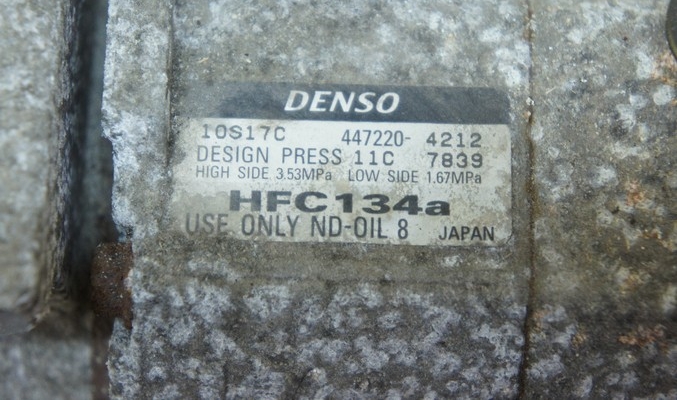 DENSO
10S17C 447220-4212
DESIGN PRESS 11C 7839
HIGH SIDE 3.53MPa LOW SIDE 1.67MPa
HFC134a
USE ONLY ND-OIL 8 JAPAN